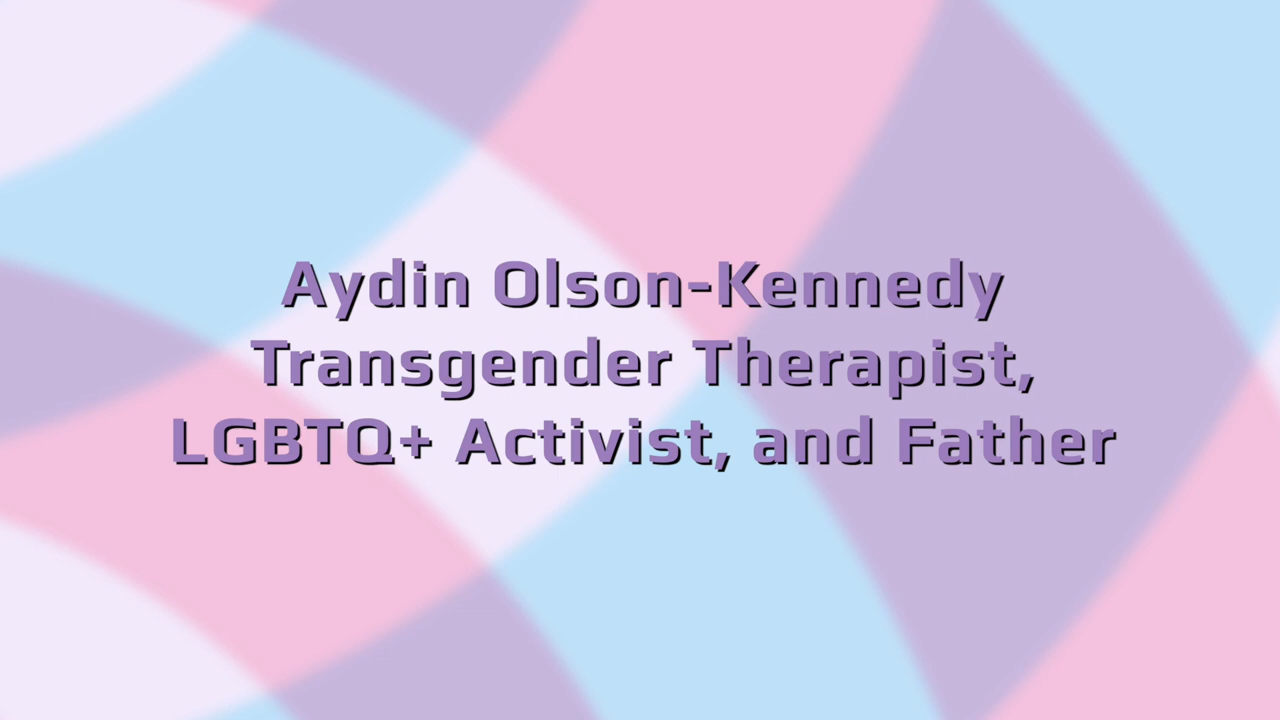 Aydin Olson-Kennedy
Transgender Therapist,
LGBTQ+ Activist, and Father